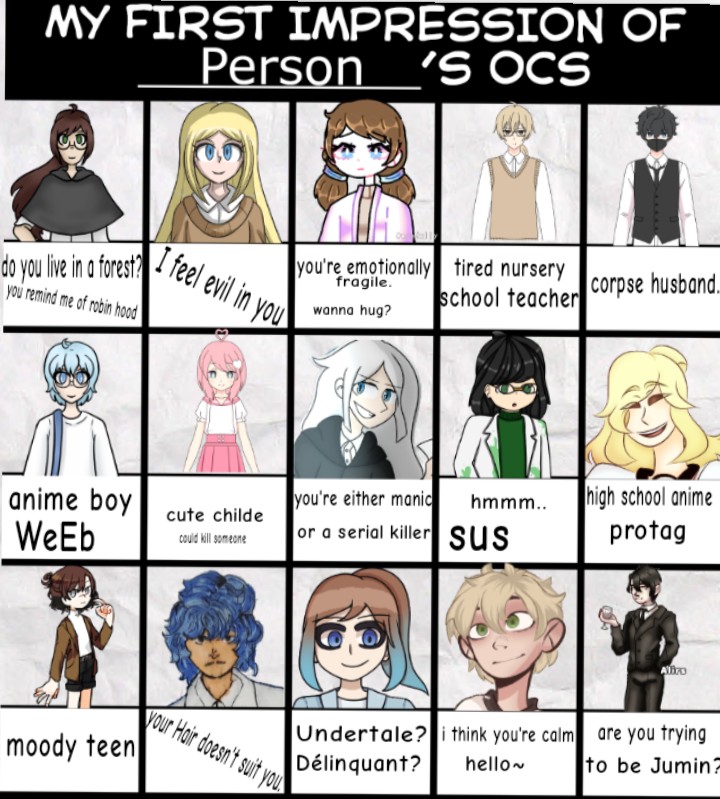 MY FIRST IMPRESSION OF
Person 'S OCS
do you live in a forest?
you remind me of robin hood
I feel evil in you
you're emotionally
fragile.
wanna hug?
tired nursery
school teacher
corpse husband.
anime boy
WeEb
cute childe
could kill someone
you're either manic
or a serial killer
hmmm..
sus
high school anime
protag
moody teen
your Hair doesn't suit you.
Undertale?
Délinquant?
i think you're calm
hello~
are you trying
to be Jumin?